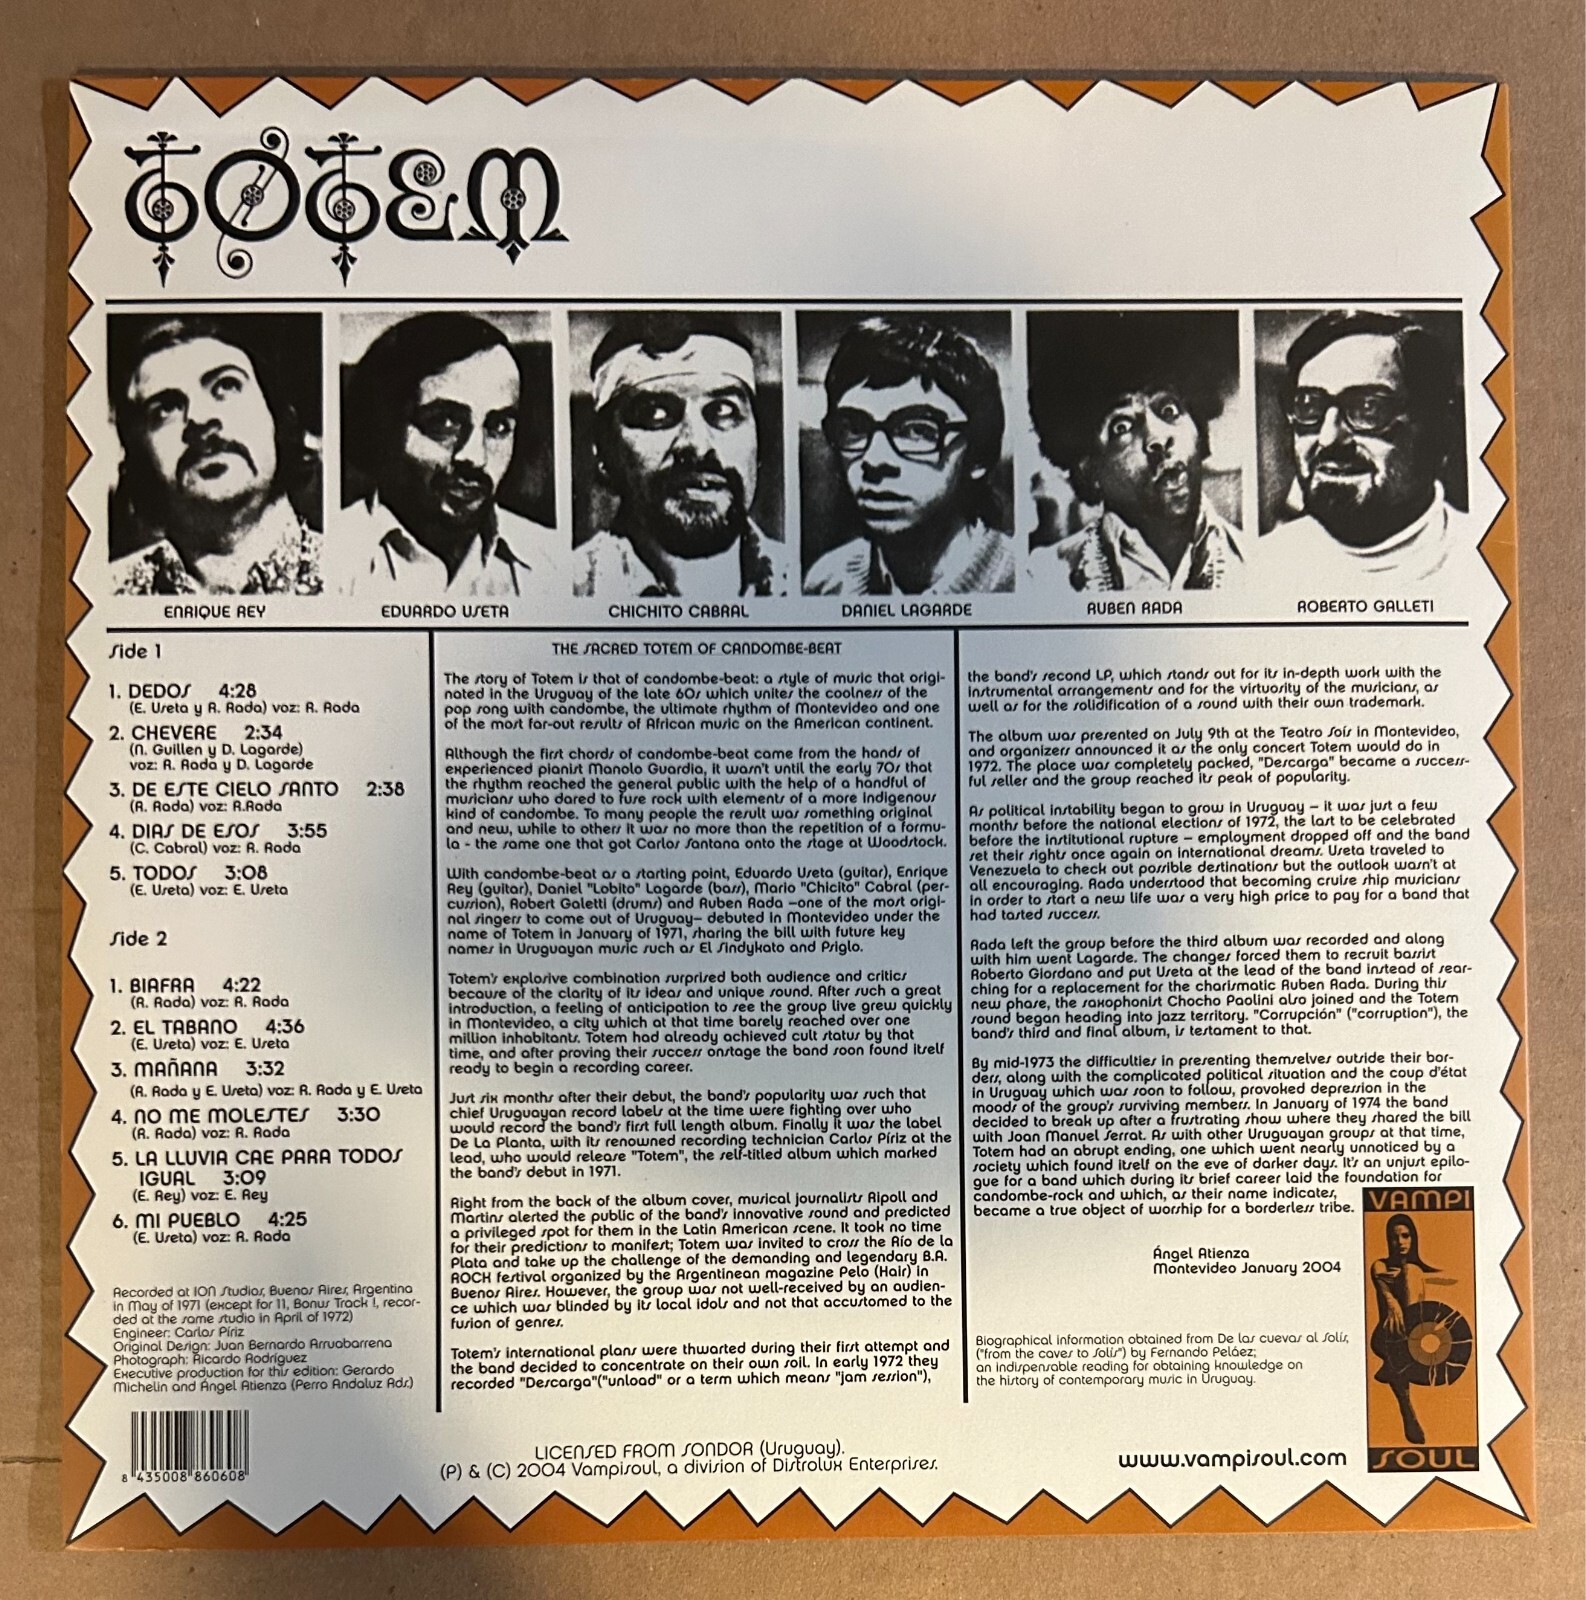 TOTEM
ENRIQUE REY
EDUARDO USETA
CHICHITO CABRAL
DANIEL LAGARDE
RUBEN RADA
ROBERTO GALLETI
Side 1
1. DEDOS 4:28
(E. Useta y R. Rada) voz: R. Rada
2. CHEVERE 2:34
(N. Guillen y D. Lagarde)
voz: R. Rada y D. Lagarde
3. DE ESTE CIELO SANTO 2:38
(R. Rada) voz: R.Rada
4. DIAS DE ESOS 3:55
(C. Cabral) voz: R. Rada
5. TODOS 3:08
(E. Useta) voz: E. Useta
Side 2
1. BIAFRA 4:22
(R. Rada) voz: R. Rada
2. EL TABANO 4:36
(E. Useta) voz: E. Useta
3. MAÑANA 3:32
(R. Rada y E. Useta) voz: R. Rada y E. Useta
4. NO ME MOLESTES 3:30
(R. Rada) voz: R. Rada
5. LA LLUVIA CAE PARA TODOS
IGUAL 3:09
(E. Rey) voz: E. Rey
6. MI PUEBLO 4:25
(E. Useta) voz: R. Rada
Recorded at ION Studios, Buenos Aires, Argentina
in May of 1971 (except for 11, Bonus Track !, recor-
ded at the same studio in April of 1972)
Engineer: Carlos Píriz
Original Design: Juan Bernardo Arruabarrena
Photograph: Ricardo Rodríguez
Executive production for this edition: Gerardo
Michelin and Ángel Atienza (Perro Andaluz Ads.)
8 435008 860608
THE SACRED TOTEM OF CANDOMBE-BEAT
The story of Totem is that of candombe-beat: a style of music that origi-
nated in the Uruguay of the late 60s which unites the coolness of the
pop song with candombe, the ultimate rhythm of Montevideo and one
of the most far-out results of African music on the American continent.
Although the first chords of candombe-beat came from the hands of
experienced pianist Manolo Guardia, it wasn't until the early 70s that
the rhythm reached the general public with the help of a handful of
musicians who dared to fuse rock with elements of a more indigenous
kind of candombe. To many people the result was something original
and new, while to others it was no more than the repetition of a formu-
la - the same one that got Carlos Santana onto the stage at Woodstock.
With candombe-beat as a starting point, Eduardo Useta (guitar), Enrique
Rey (guitar), Daniel "Lobito" Lagarde (bass), Mario "Chicito" Cabral (per-
cussion), Robert Galetti (drums) and Ruben Rada –one of the most origi-
nal singers to come out of Uruguay– debuted in Montevideo under the
name of Totem in January of 1971, sharing the bill with future key
names in Uruguayan music such as El Sindykato and Psiglo.
Totem's explosive combination surprised both audience and critics
because of the clarity of its ideas and unique sound. After such a great
introduction, a feeling of anticipation to see the group live grew quickly
in Montevideo, a city which at that time barely reached over one
million inhabitants. Totem had already achieved cult status by that
time, and after proving their success onstage the band soon found itself
ready to begin a recording career.
Just six months after their debut, the band's popularity was such that
chief Uruguayan record labels at the time were fighting over who
would record the band's first full length album. Finally it was the label
De La Planta, with its renowned recording technician Carlos Píriz at the
lead, who would release "Totem", the self-titled album which marked
the band's debut in 1971.
Right from the back of the album cover, musical journalists Ripoll and
Martins alerted the public of the band's innovative sound and predicted
a privileged spot for them in the Latin American scene. It took no time
for their predictions to manifest; Totem was invited to cross the Río de la
Plata and take up the challenge of the demanding and legendary B.A.
ROCK festival organized by the Argentinean magazine Pelo (Hair) in
Buenos Aires. However, the group was not well-received by an audien-
ce which was blinded by its local idols and not that accustomed to the
fusion of genres.
Totem's international plans were thwarted during their first attempt and
the band decided to concentrate on their own soil. In early 1972 they
recorded "Descarga"("unload" or a term which means "jam session"),
the band's second LP, which stands out for its in-depth work with the
instrumental arrangements and for the virtuosity of the musicians, as
well as for the solidification of a sound with their own trademark.
The album was presented on July 9th at the Teatro Soís in Montevideo,
and organizers announced it as the only concert Totem would do in
1972. The place was completely packed, "Descarga" became a success-
ful seller and the group reached its peak of popularity.
As political instability began to grow in Uruguay – it was just a few
months before the national elections of 1972, the last to be celebrated
before the institutional rupture – employment dropped off and the band
set their sights once again on international dreams. Useta traveled to
Venezuela to check out possible destinations but the outlook wasn't at
all encouraging. Rada understood that becoming cruise ship musicians
in order to start a new life was a very high price to pay for a band that
had tasted success.
Rada left the group before the third album was recorded and along
with him went Lagarde. The changes forced them to recruit bassist
Roberto Giordano and put Useta at the lead of the band instead of sear-
ching for a replacement for the charismatic Ruben Rada. During this
new phase, the saxophonist Chocho Paolini also joined and the Totem
sound began heading into jazz territory. "Corrupción" ("corruption"), the
band's third and final album, is testament to that.
By mid-1973 the difficulties in presenting themselves outside their bor-
ders, along with the complicated political situation and the coup d'état
in Uruguay which was soon to follow, provoked depression in the
moods of the group's surviving members. In January of 1974 the band
decided to break up after a frustrating show where they shared the bill
with Joan Manuel Serrat. As with other Uruguayan groups at that time,
Totem had an abrupt ending, one which went nearly unnoticed by a
society which found itself on the eve of darker days. It's an unjust epilo-
gue for a band which during its brief career laid the foundation for
candombe-rock and which, as their name indicates,
became a true object of worship for a borderless tribe.
Ángel Atienza
Montevideo January 2004
Biographical information obtained from De las cuevas al Solís,
("from the caves to Solís") by Fernando Peláez;
an indispensable reading for obtaining knowledge on
the history of contemporary music in Uruguay.
VAMPI
SOUL
LICENSED FROM SONDOR (Uruguay).
(P) & (C) 2004 Vampisoul, a division of Distrolux Enterprises.
www.vampisoul.com